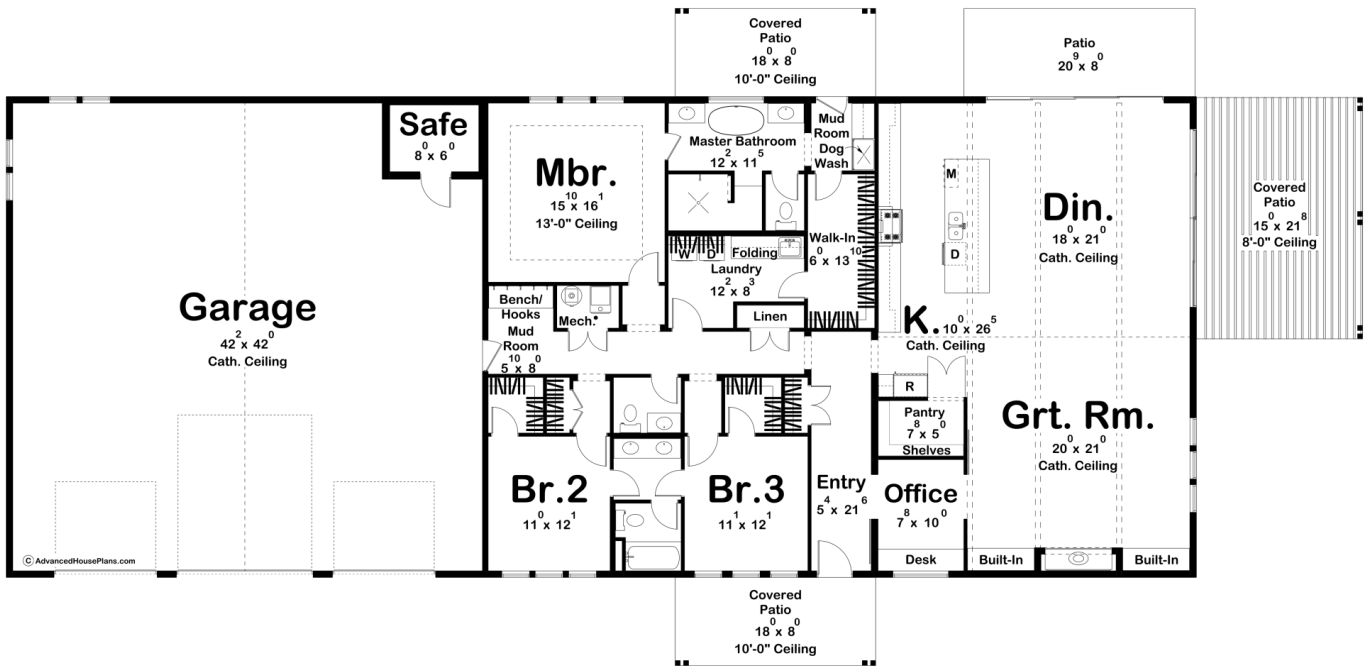 Covered
Patio
18⁰ x 8⁰
10'-0" Ceiling
Patio
20⁹ x 8⁰
Safe
8⁰ x 6⁰
Mbr.
15¹⁰ x 16¹
13'-0" Ceiling
Master Bathroom
12² x 11⁵
Mud
Room
Dog
Wash
M
D
Din.
18⁰ x 21⁰
Cath. Ceiling
Covered
Patio
15⁰ x 21⁸
8'-0" Ceiling
Garage
42² x 42⁰
Cath. Ceiling
W
D
Folding
Laundry
12² x 8³
Linen
Walk-In
6⁰ x 13¹⁰
Bench/
Hooks
Mud
Room
5¹⁰ x 8⁰
Mech.
K. 10⁰ x 26⁵
Cath. Ceiling
R
Pantry
7⁸ x 5⁰
Shelves
Grt. Rm.
20⁰ x 21⁰
Cath. Ceiling
Br.2
11⁰ x 12¹
Br.3
11¹ x 12¹
Entry
5⁴ x 21⁶
Office
7⁸ x 10⁰
Desk
Built-In
Built-In
© AdvancedHousePlans.com
Covered
Patio
18⁰ x 8⁰
10'-0" Ceiling